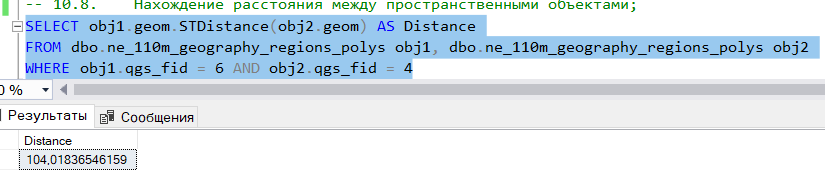 -- 10.8. Нахождение расстояния между пространственными объектами;
SELECT obj1.geom.STDistance(obj2.geom) AS Distance
FROM dbo.ne_110m_geography_regions_polys obj1, dbo.ne_110m_geography_regions_polys obj2
WHERE obj1.qgs_fid = 6 AND obj2.qgs_fid = 4
0 %
Результаты Сообщения
Distance
104,01836546159